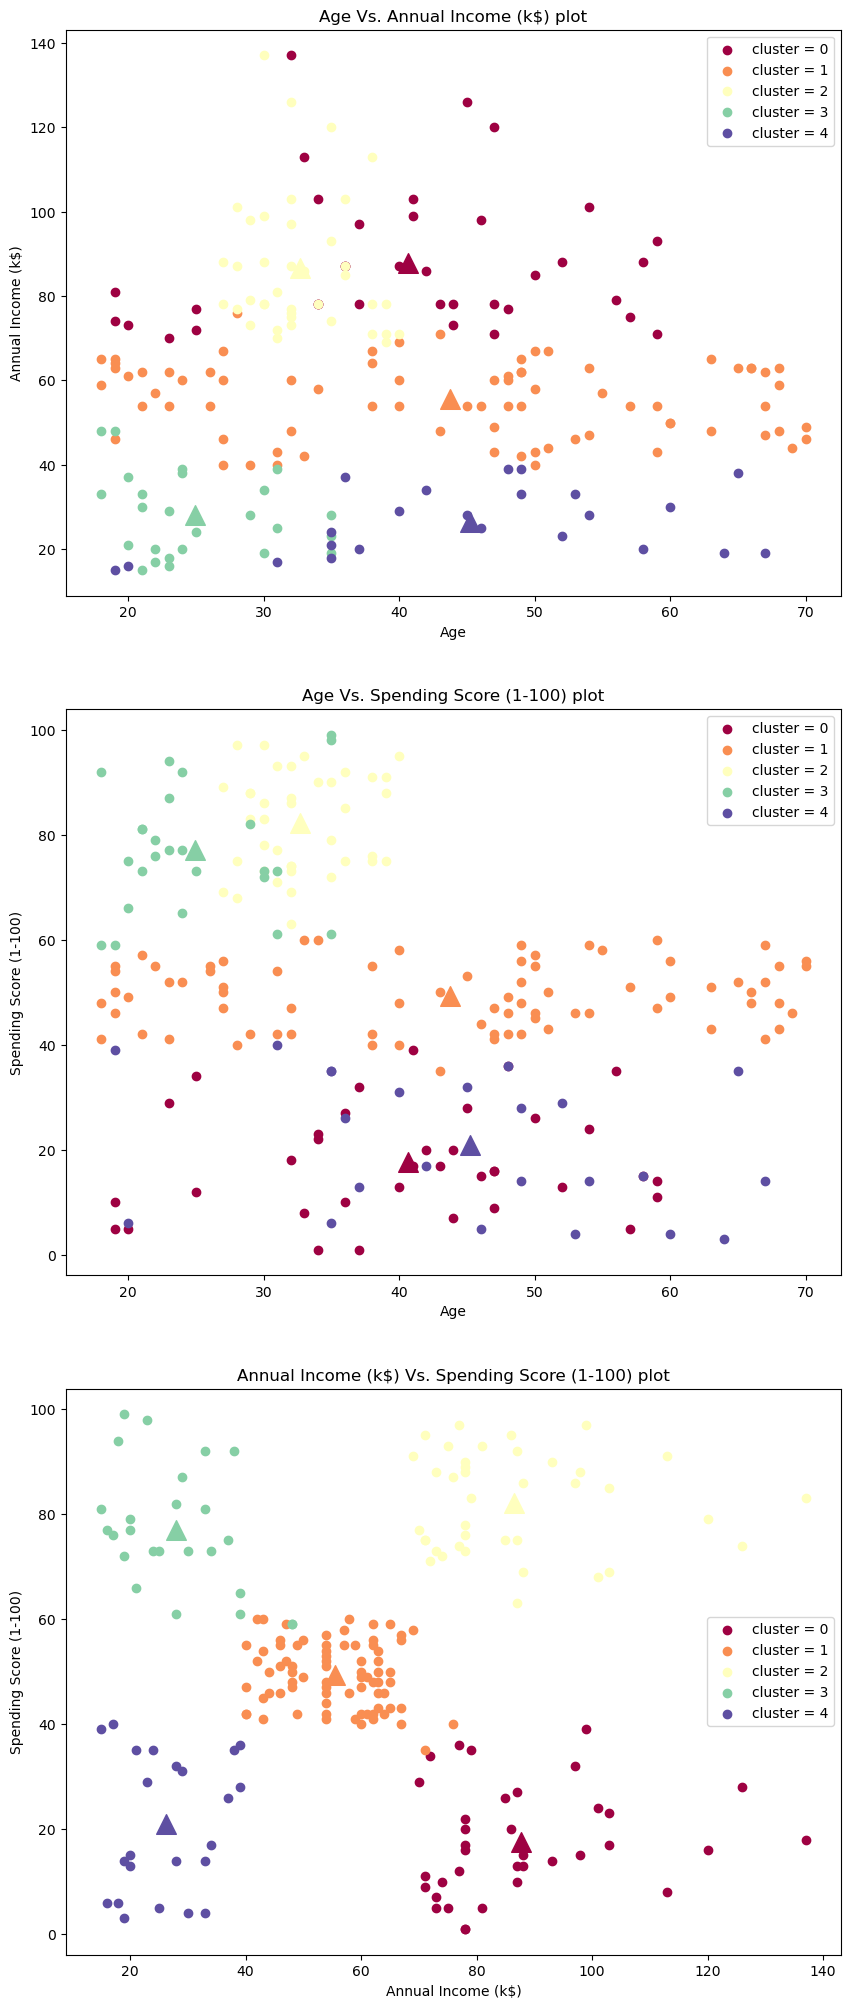 Age Vs. Annual Income (k$) plot
cluster = 0
cluster = 1
cluster = 2
cluster = 3
cluster = 4
Annual Income (k$)
140
120
100
80
60
40
20
20 30 40 50 60 70
Age
Age Vs. Spending Score (1-100) plot
cluster = 0
cluster = 1
cluster = 2
cluster = 3
cluster = 4
Spending Score (1-100)
100
80
60
40
20
0
20 30 40 50 60 70
Age
Annual Income (k$) Vs. Spending Score (1-100) plot
Spending Score (1-100)
100
80
60
40
20
0
cluster = 0
cluster = 1
cluster = 2
cluster = 3
cluster = 4
20 40 60 80 100 120 140
Annual Income (k$)